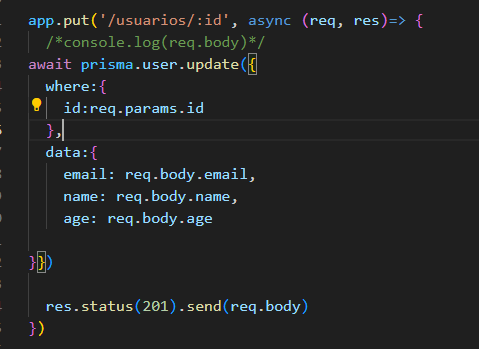 app.put('/usuarios/:id', async (req, res)=> {
/*console.log(req.body)*/
await prisma.user.update({
where:{
id:req.params.id
},
data:{
email: req.body.email,
name: req.body.name,
age: req.body.age
}})
res.status(201).send(req.body)
})